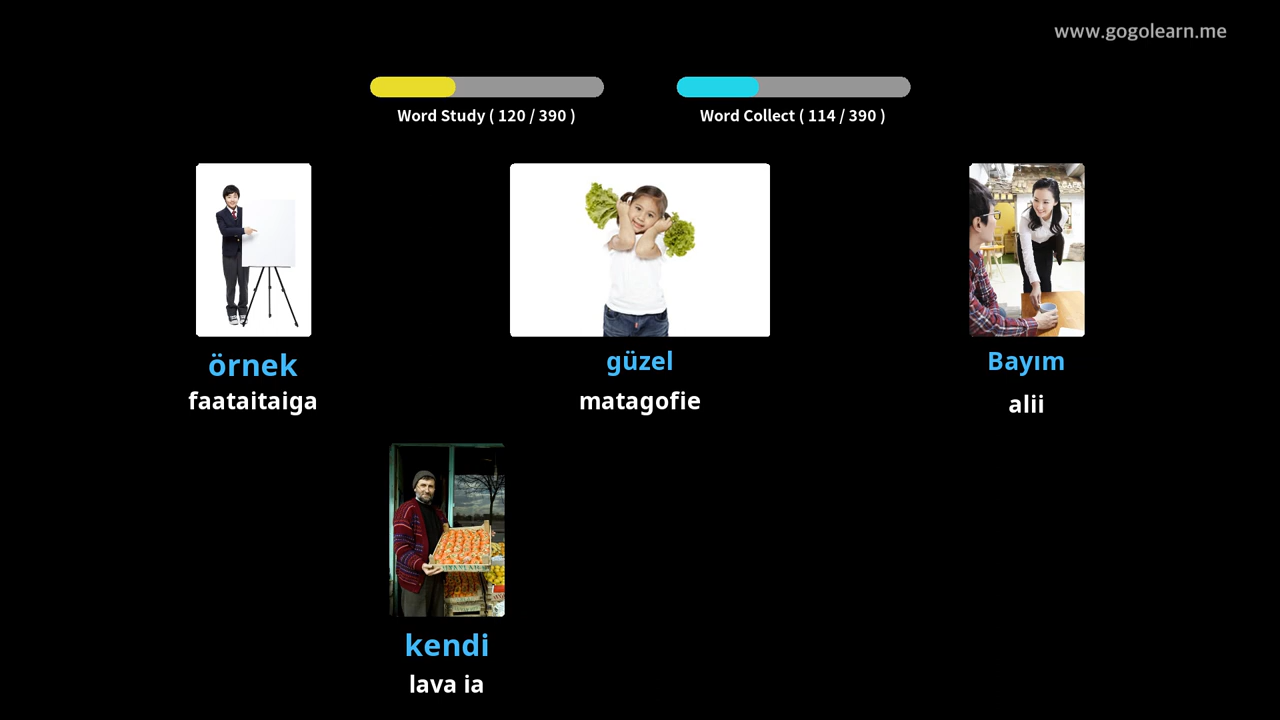 www.gogolearn.me
Word Study ( 120 / 390 )
Word Collect ( 114 / 390 )
örnek
faataitaiga
güzel
matagofie
Bayım
alii
kendi
lava ia